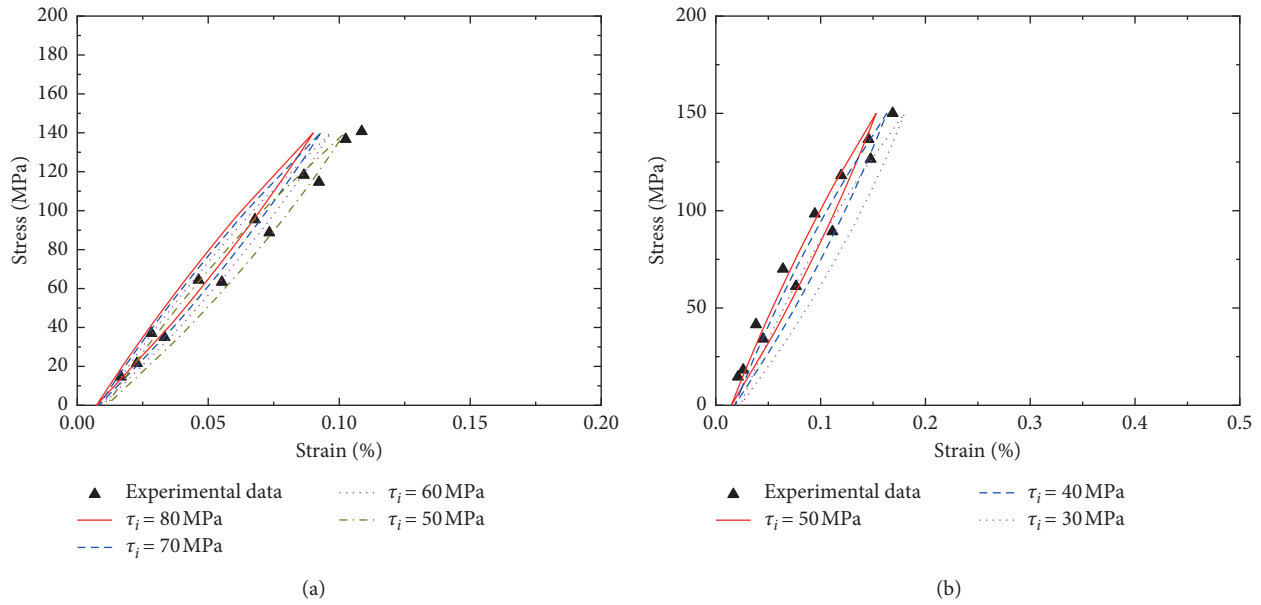 200
180
160
140
120
100
80
60
40
20
0
Stress (MPa)
0.00
0.05
0.10
0.15
0.20
Strain (%)
Experimental data
τi = 80 MPa
τi = 70 MPa
τi = 60 MPa
τi = 50 MPa
(a)
200
150
100
50
0
Stress (MPa)
0.0
0.1
0.2
0.3
0.4
0.5
Strain (%)
Experimental data
τi = 50 MPa
τi = 40 MPa
τi = 30 MPa
(b)